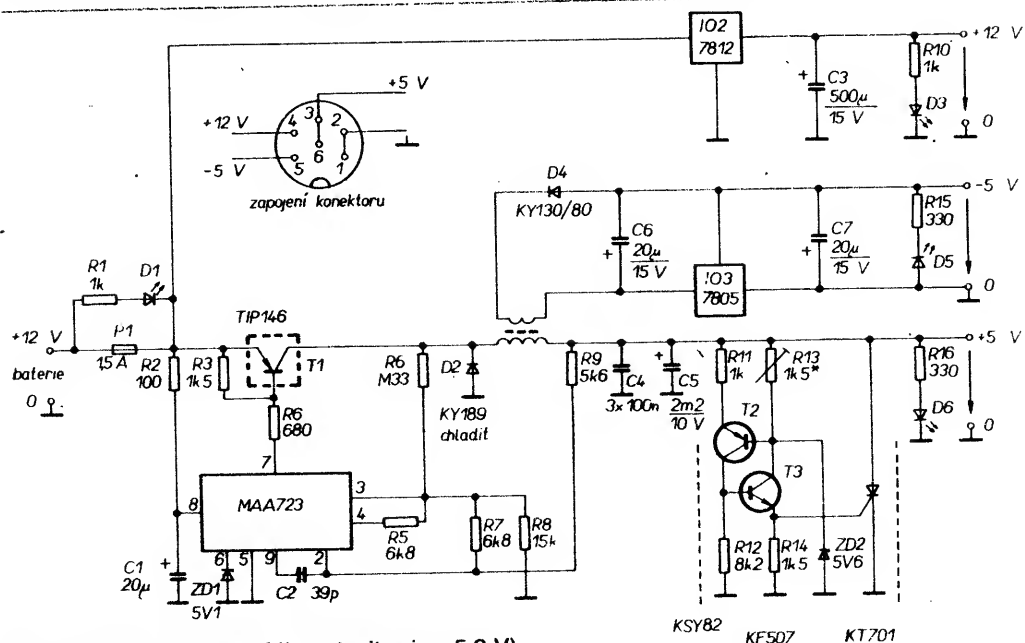 IO2
7812
+12 V
R10
1k
C3
+
500μ
15 V
D3
0
+5 V
3
4
2
+12 V
6
-5 V
5
1
zapojení konektoru
D4
KY130/80
-5 V
C6
20μ
15 V
+
C7
20μ
15 V
+
R15
330
D5
IO3
7805
0
R1
1k
D1
TIP146
+12 V
P1
1,5 A
R2
100
R3
1k5
T1
R6
M33
D2
R9
5k6
+
C4
C5
3x100n
2m2
10 V
R11
1k
R13
1k5*
+5 V
R16
330
D6
0
baterie
0
R6
680
KY189
chladit
T2
T3
7
MAA723
8
3
4
R5
6k8
R7
6k8
R8
15k
6
5
9
2
C1
20μ
+
ZD1
5V1
C2
39p
R12
8k2
R14
1k5
ZD2
5V6
KSY82
KF507
KT701
5,2 V)